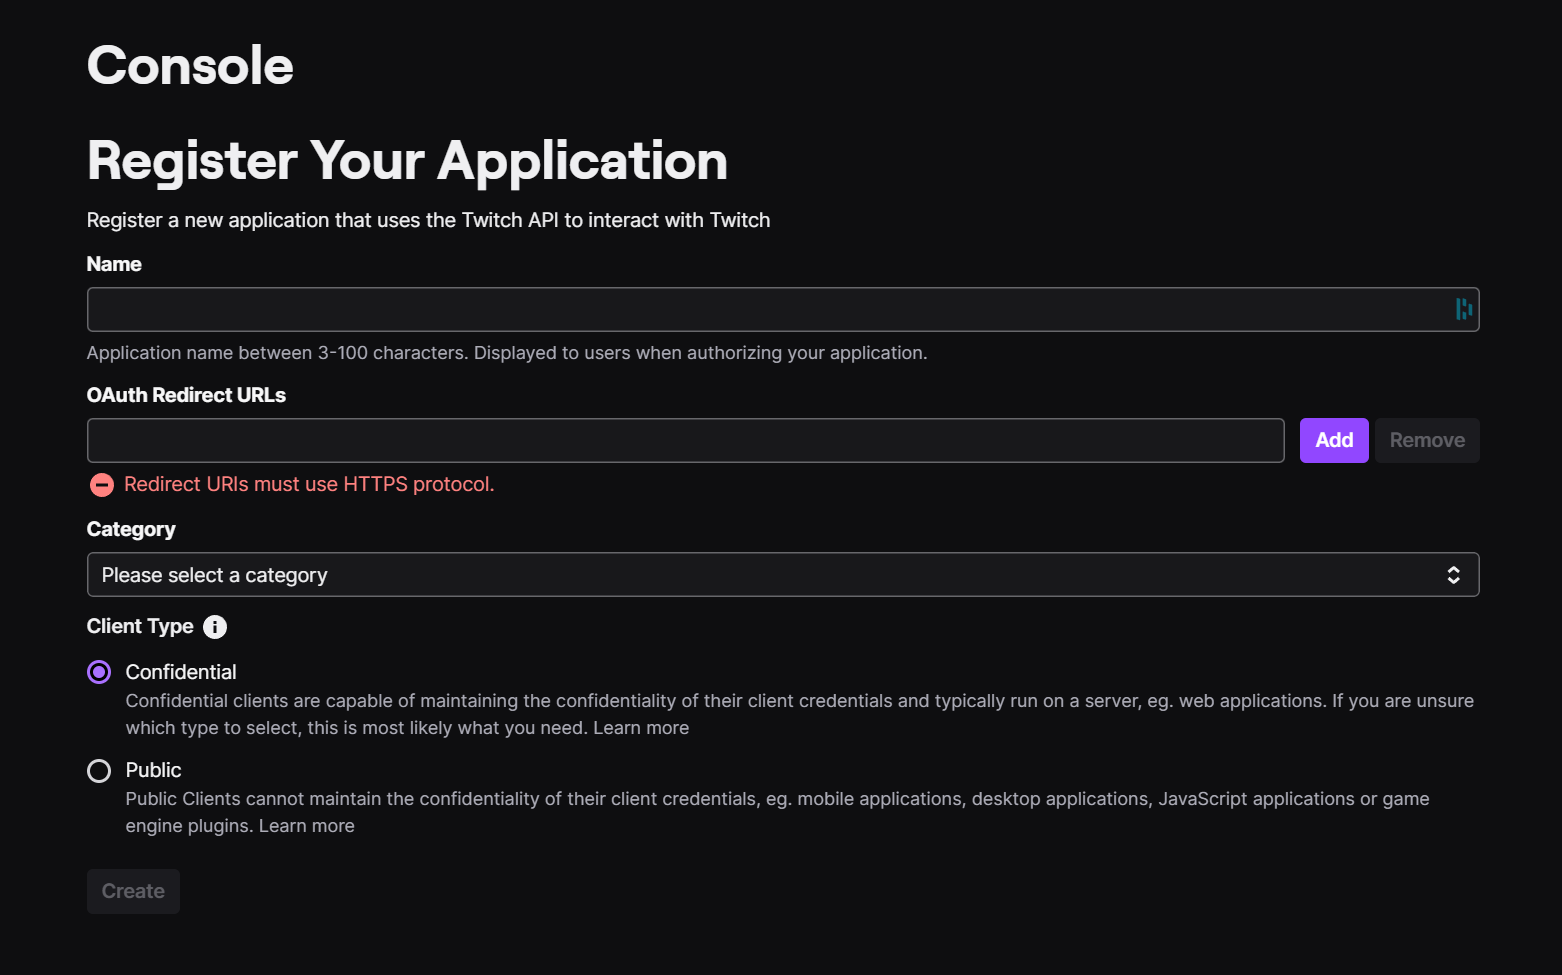 Console
Register Your Application
Register a new application that uses the Twitch API to interact with Twitch
Name
Application name between 3-100 characters. Displayed to users when authorizing your application.
OAuth Redirect URLs
Add
Remove
Redirect URIs must use HTTPS protocol.
Category
Please select a category
Client Type
Confidential
Confidential clients are capable of maintaining the confidentiality of their client credentials and typically run on a server, eg. web applications. If you are unsure
which type to select, this is most likely what you need. Learn more
Public
Public Clients cannot maintain the confidentiality of their client credentials, eg. mobile applications, desktop applications, JavaScript applications or game
engine plugins. Learn more
Create